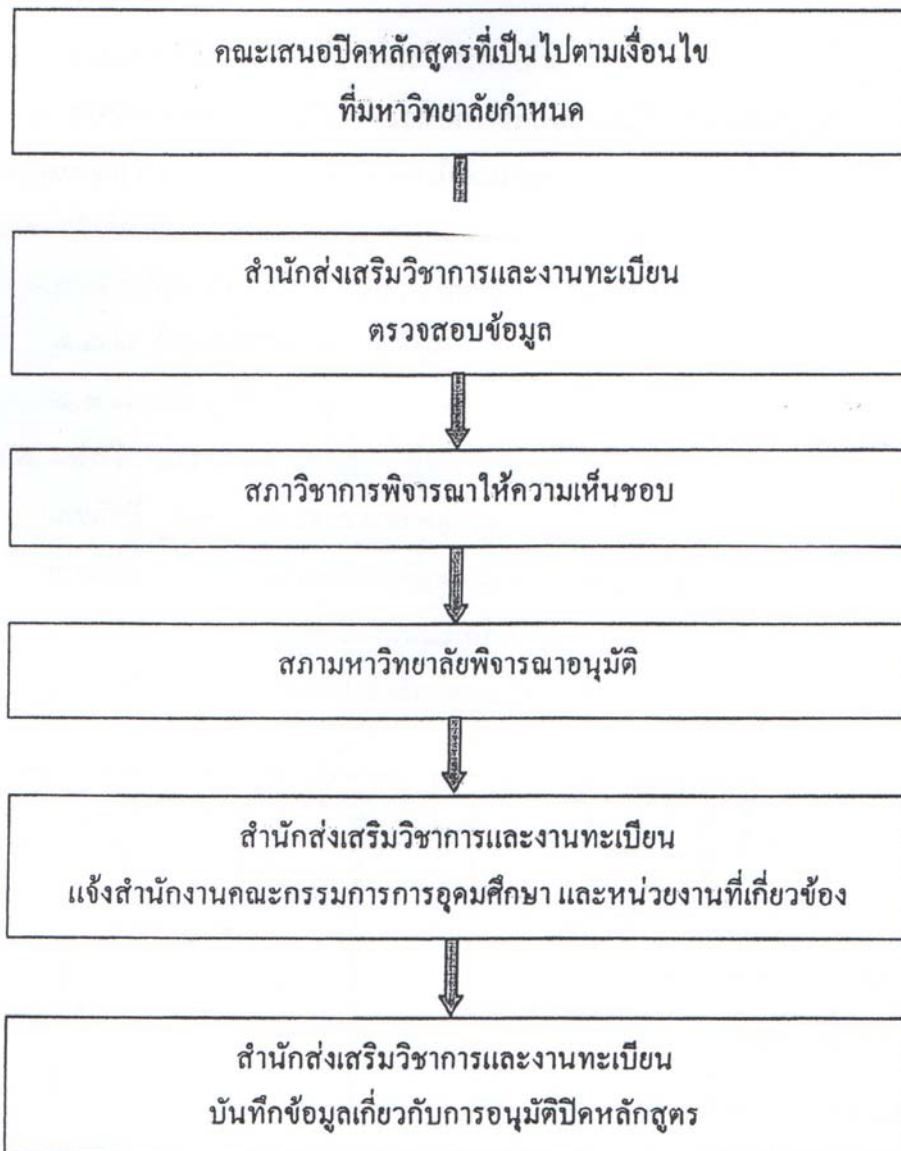 คณะเสนอปิดหลักสูตรที่เป็นไปตามเงื่อนไข
ที่มหาวิทยาลัยกำหนด
สำนักส่งเสริมวิชาการและงานทะเบียน
ตรวจสอบข้อมูล
สภาวิชาการพิจารณาให้ความเห็นชอบ
สภามหาวิทยาลัยพิจารณาอนุมัติ
สำนักส่งเสริมวิชาการและงานทะเบียน
แจ้งสำนักงานคณะกรรมการการอุดมศึกษา และหน่วยงานที่เกี่ยวข้อง
สำนักส่งเสริมวิชาการและงานทะเบียน
บันทึกข้อมูลเกี่ยวกับการอนุมัติปิดหลักสูตร